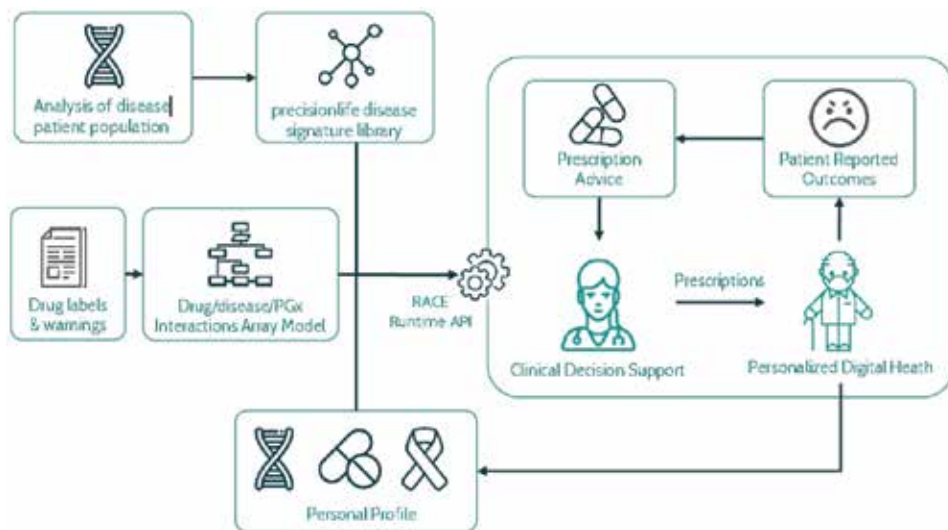 Analysis of disease
patient population
precisionlife disease
signature library
Prescription
Advice
Patient Reported
Outcomes
Drug labels
& warnings
Drug/disease/PGx
Interactions Array Model
RACE
Runtime API
Prescriptions
Clinical Decision Support
Personalized Digital Heath
Personal Profile